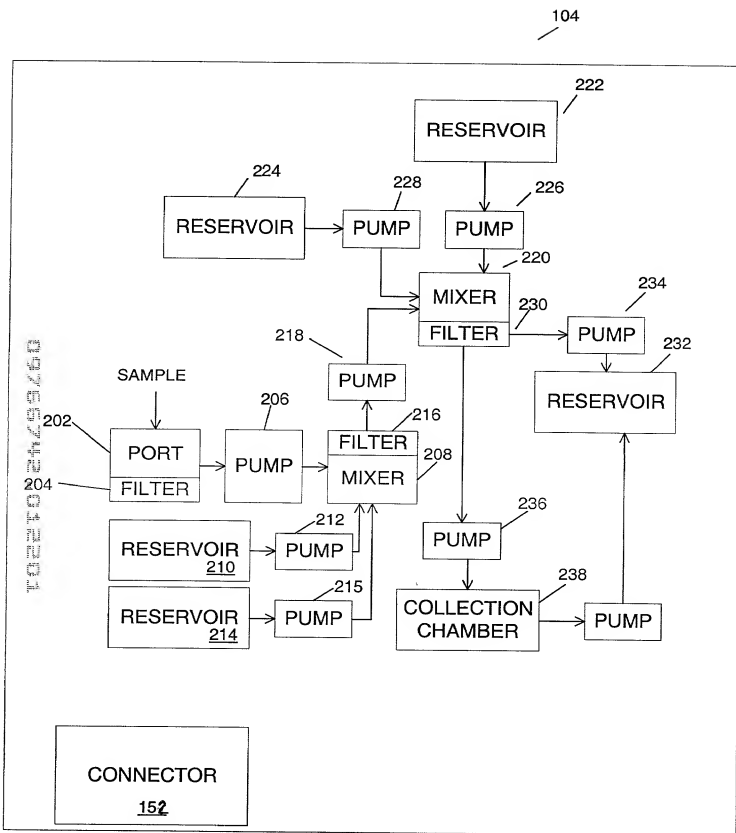 104
222
RESERVOIR
224
228
226
RESERVOIR
PUMP
PUMP
220
MIXER
230
234
FILTER
PUMP
218
232
SAMPLE
PUMP
RESERVOIR
206
202
216
PORT
FILTER
PUMP
208
204
FILTER
MIXER
212
236
RESERVOIR
210
PUMP
PUMP
215
238
RESERVOIR
214
PUMP
COLLECTION
CHAMBER
PUMP
CONNECTOR
152